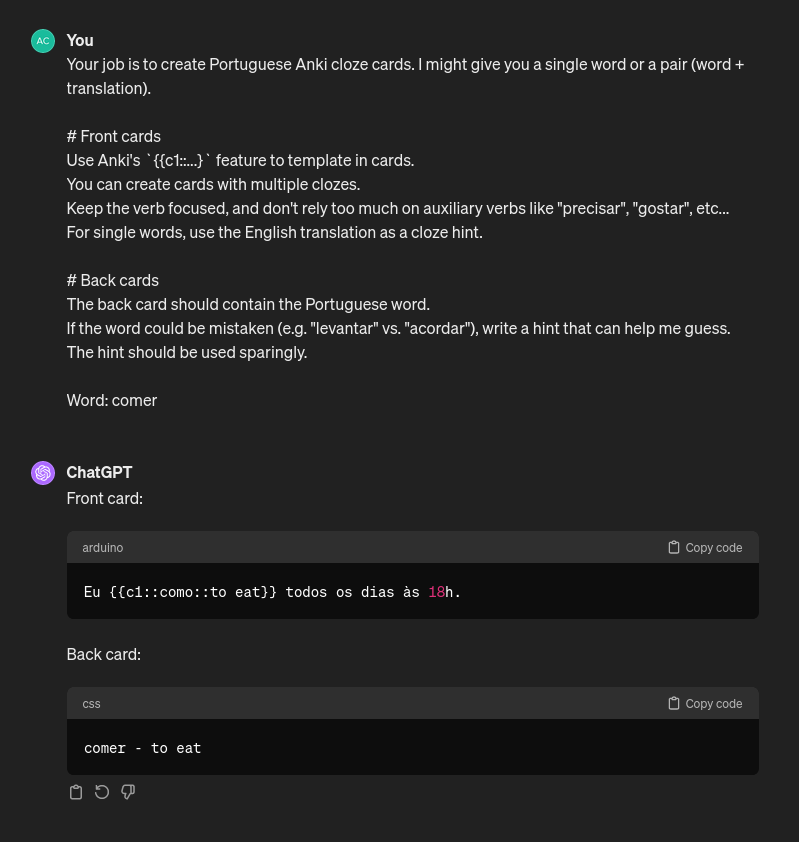 AC
You
Your job is to create Portuguese Anki cloze cards. I might give you a single word or a pair (word +
translation).
# Front cards
Use Anki's `{{c1::...}` feature to template in cards.
You can create cards with multiple clozes.
Keep the verb focused, and don't rely too much on auxiliary verbs like "precisar", "gostar", etc...
For single words, use the English translation as a cloze hint.
# Back cards
The back card should contain the Portuguese word.
If the word could be mistaken (e.g. "levantar" vs. "acordar"), write a hint that can help me guess.
The hint should be used sparingly.
Word: comer
ChatGPT
Front card:
arduino Copy code
Eu {{c1::como::to eat}} todos os dias às 18h.
Back card:
css Copy code
comer - to eat